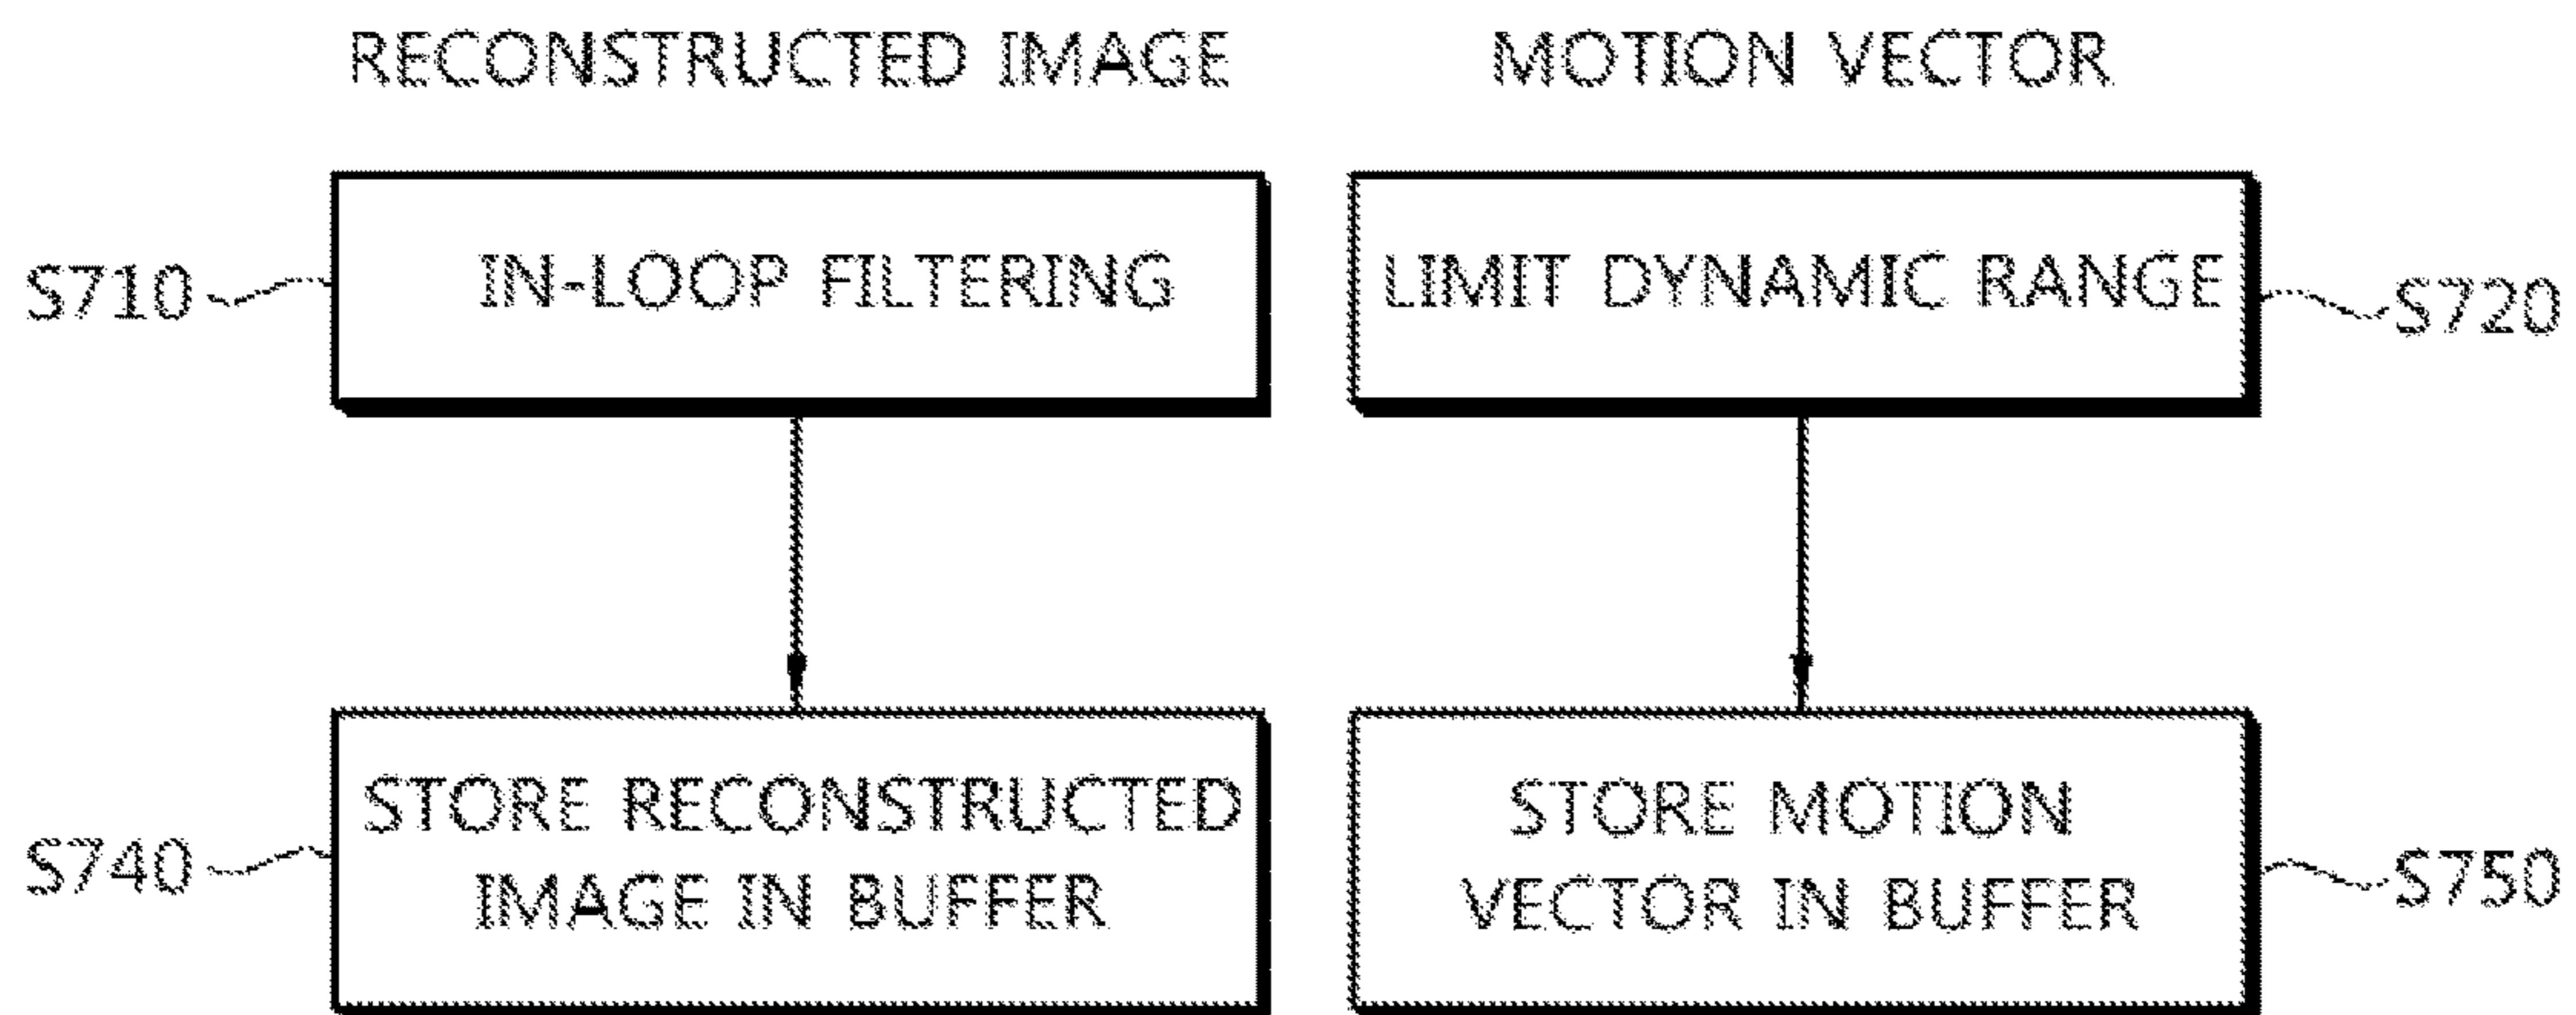 RECONSTRUCTED IMAGE
MOTION VECTOR
S710
IN-LOOP FILTERING
LIMIT DYNAMIC RANGE
S720
S740
STORE RECONSTRUCTED
IMAGE IN BUFFER
STORE MOTION
VECTOR IN BUFFER
S750